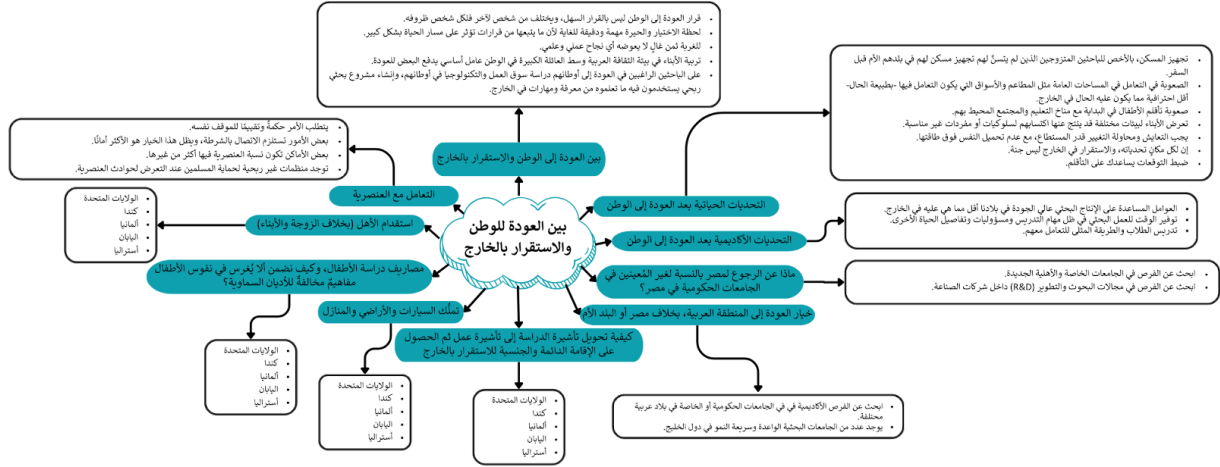 بين العودة للوطن
والاستقرار بالخارج
بين العودة إلى الوطن والاستقرار بالخارج
قرار العودة إلى الوطن ليس بالقرار السهل، ويختلف من شخص لآخر فلكل شخص ظروفه.
لحظة الاختيار والحيرة مهمة ودقيقة للغاية لأن ما يتبعها من قرارات تؤثر على مسار الحياة بشكل كبير.
للغربة ثمن غالٍ لا يعوضه أي نجاح عملي وعلمي.
تربية الأبناء في بيئة الثقافة العربية وسط العائلة الكبيرة في الوطن عامل أساسي يدفع البعض للعودة.
على الباحثين الراغبين في العودة إلى أوطانهم دراسة سوق العمل والتكنولوجيا في أوطانهم، وإنشاء مشروع بحثي
ربحي يستخدمون فيه ما تعلموه من معرفة ومهارات في الخارج.
التحديات الحياتية بعد العودة إلى الوطن
تجهيز المسكن، بالأخص للباحثين المتزوجين الذين لم يتسنَّ لهم تجهيز مسكن لهم في بلدهم الأم قبل
السفر.
الصعوبة في التعامل في المساحات العامة مثل المطاعم والأسواق التي يكون التعامل فيها -بطبيعة الحال-
أقل احترافية مما يكون عليه الحال في الخارج.
صعوبة تأقلم الأطفال في البداية مع مناخ التعليم والمجتمع المحيط بهم.
تعرض الأبناء لبيئات مختلفة قد ينتج عنها اكتسابهم لسلوكيات أو مفردات غير مناسبة.
يجب التعايش ومحاولة التغيير قدر المستطاع، مع عدم تحميل النفس فوق طاقتها.
إن لكل مكانٍ تحدياته، والاستقرار في الخارج ليس جنة.
ضبط التوقعات يساعدك على التأقلم.
التحديات الأكاديمية بعد العودة إلى الوطن
العوامل المساعدة على الإنتاج البحثي عالي الجودة في بلادنا أقل مما هي عليه في الخارج.
توفير الوقت للعمل البحثي في ظل مهام التدريس ومسؤوليات وتفاصيل الحياة الأخرى.
تدريس الطلاب والطريقة المثلى للتعامل معهم.
ماذا عن الرجوع لمصر بالنسبة لغير المُعينين في
الجامعات الحكومية في مصر؟
ابحث عن الفرص في الجامعات الخاصة والأهلية الجديدة.
ابحث عن الفرص في مجالات البحوث والتطوير (R&D) داخل شركات الصناعة.
خيار العودة إلى المنطقة العربية، بخلاف مصر أو البلد الأم
ابحث عن الفرص الأكاديمية في في الجامعات الحكومية أو الخاصة في بلاد عربية
مختلفة.
يوجد عدد من الجامعات البحثية الواعدة وسريعة النمو في دول الخليج.
كيفية تحويل تأشيرة الدراسة إلى تأشيرة عمل ثم الحصول
على الإقامة الدائمة والجنسية للاستقرار بالخارج
الولايات المتحدة
كندا
ألمانيا
اليابان
أستراليا
تملُّك السيارات والأراضي والمنازل
الولايات المتحدة
كندا
ألمانيا
اليابان
أستراليا
مصاريف دراسة الأطفال، وكيف نضمن ألا يُغرس في نفوس الأطفال
مفاهيمٌ مخالفةٌ للأديان السماوية؟
الولايات المتحدة
كندا
ألمانيا
اليابان
أستراليا
استقدام الأهل (بخلاف الزوجة والأبناء)
الولايات المتحدة
كندا
ألمانيا
اليابان
أستراليا
التعامل مع العنصرية
يتطلب الأمر حكمةً وتقييمًا للموقف نفسه.
بعض الأمور تستلزم الاتصال بالشرطة، ويظل هذا الخيار هو الأكثر أمانًا.
بعض الأماكن تكون نسبة العنصرية فيها أكثر من غيرها.
توجد منظمات غير ربحية لحماية المسلمين عند التعرض لحوادث العنصرية.